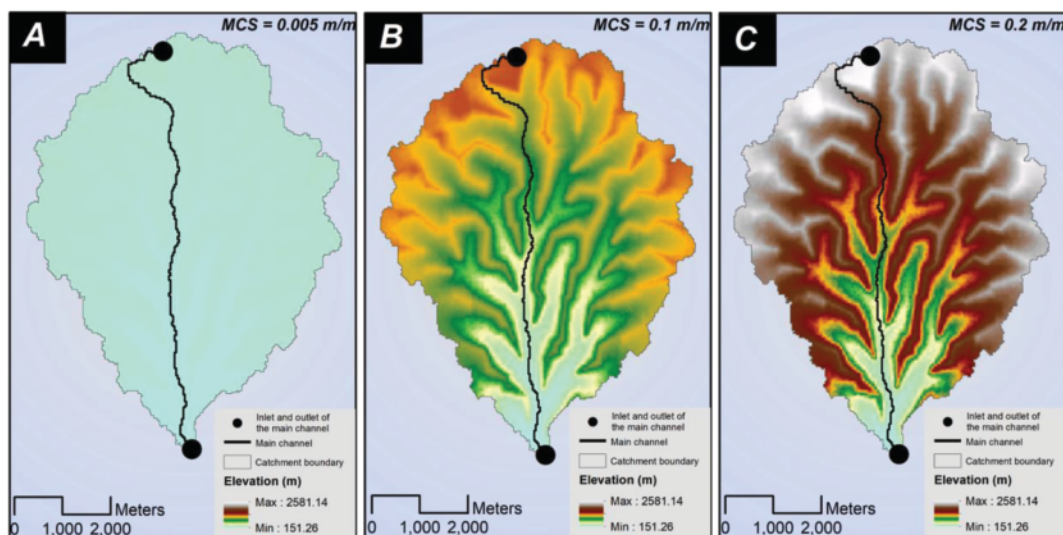 A
MCS = 0.005 m/m
Inlet and outlet of
the main channel
Main channel
Catchment boundary
Elevation (m)
Max : 2581.14
Min : 151.26
Meters
0 1,000 2,000
B
MCS = 0.1 m/m
Inlet and outlet of
the main channel
Main channel
Catchment boundary
Elevation (m)
Max : 2581.14
Min : 151.26
Meters
0 1,000 2,000
C
MCS = 0.2 m/m
Inlet and outlet of
the main channel
Main channel
Catchment boundary
Elevation (m)
Max : 2581.14
Min : 151.26
Meters
0 1,000 2,000